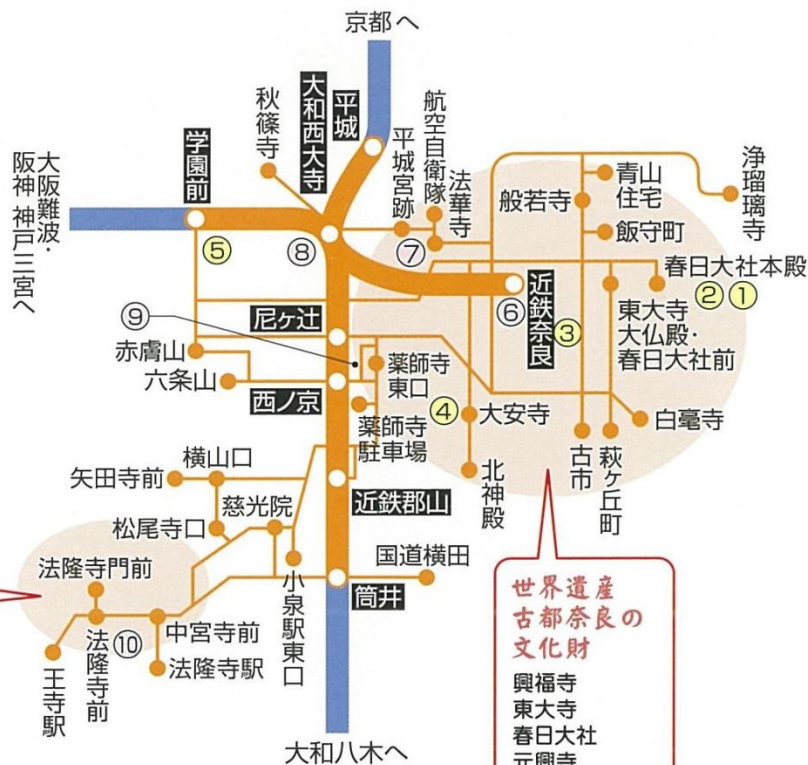 京都へ
大阪難波・
阪神 神戸三宮へ
学園前
秋篠寺
大和西大寺
平城
平城宮跡
航空自衛隊
法華寺
般若寺
青山
住宅
飯守町
浄瑠璃寺
春日大社本殿
② ①
東大寺
大仏殿・
春日大社前
⑤
⑧
⑦
⑥
近鉄奈良
③
⑨
尼ヶ辻
赤膚山
六条山
西ノ京
薬師寺
東口
④
大安寺
白毫寺
薬師寺
駐車場
北神殿
古市
萩ヶ丘町
横山口
矢田寺前
近鉄郡山
松尾寺口
慈光院
法隆寺門前
小泉駅東口
国道横田
筒井
法隆寺前
⑩
中宮寺前
法隆寺駅
王寺駅
大和八木へ
世界遺産
古都奈良の
文化財
興福寺
東大寺
春日大社
元興寺